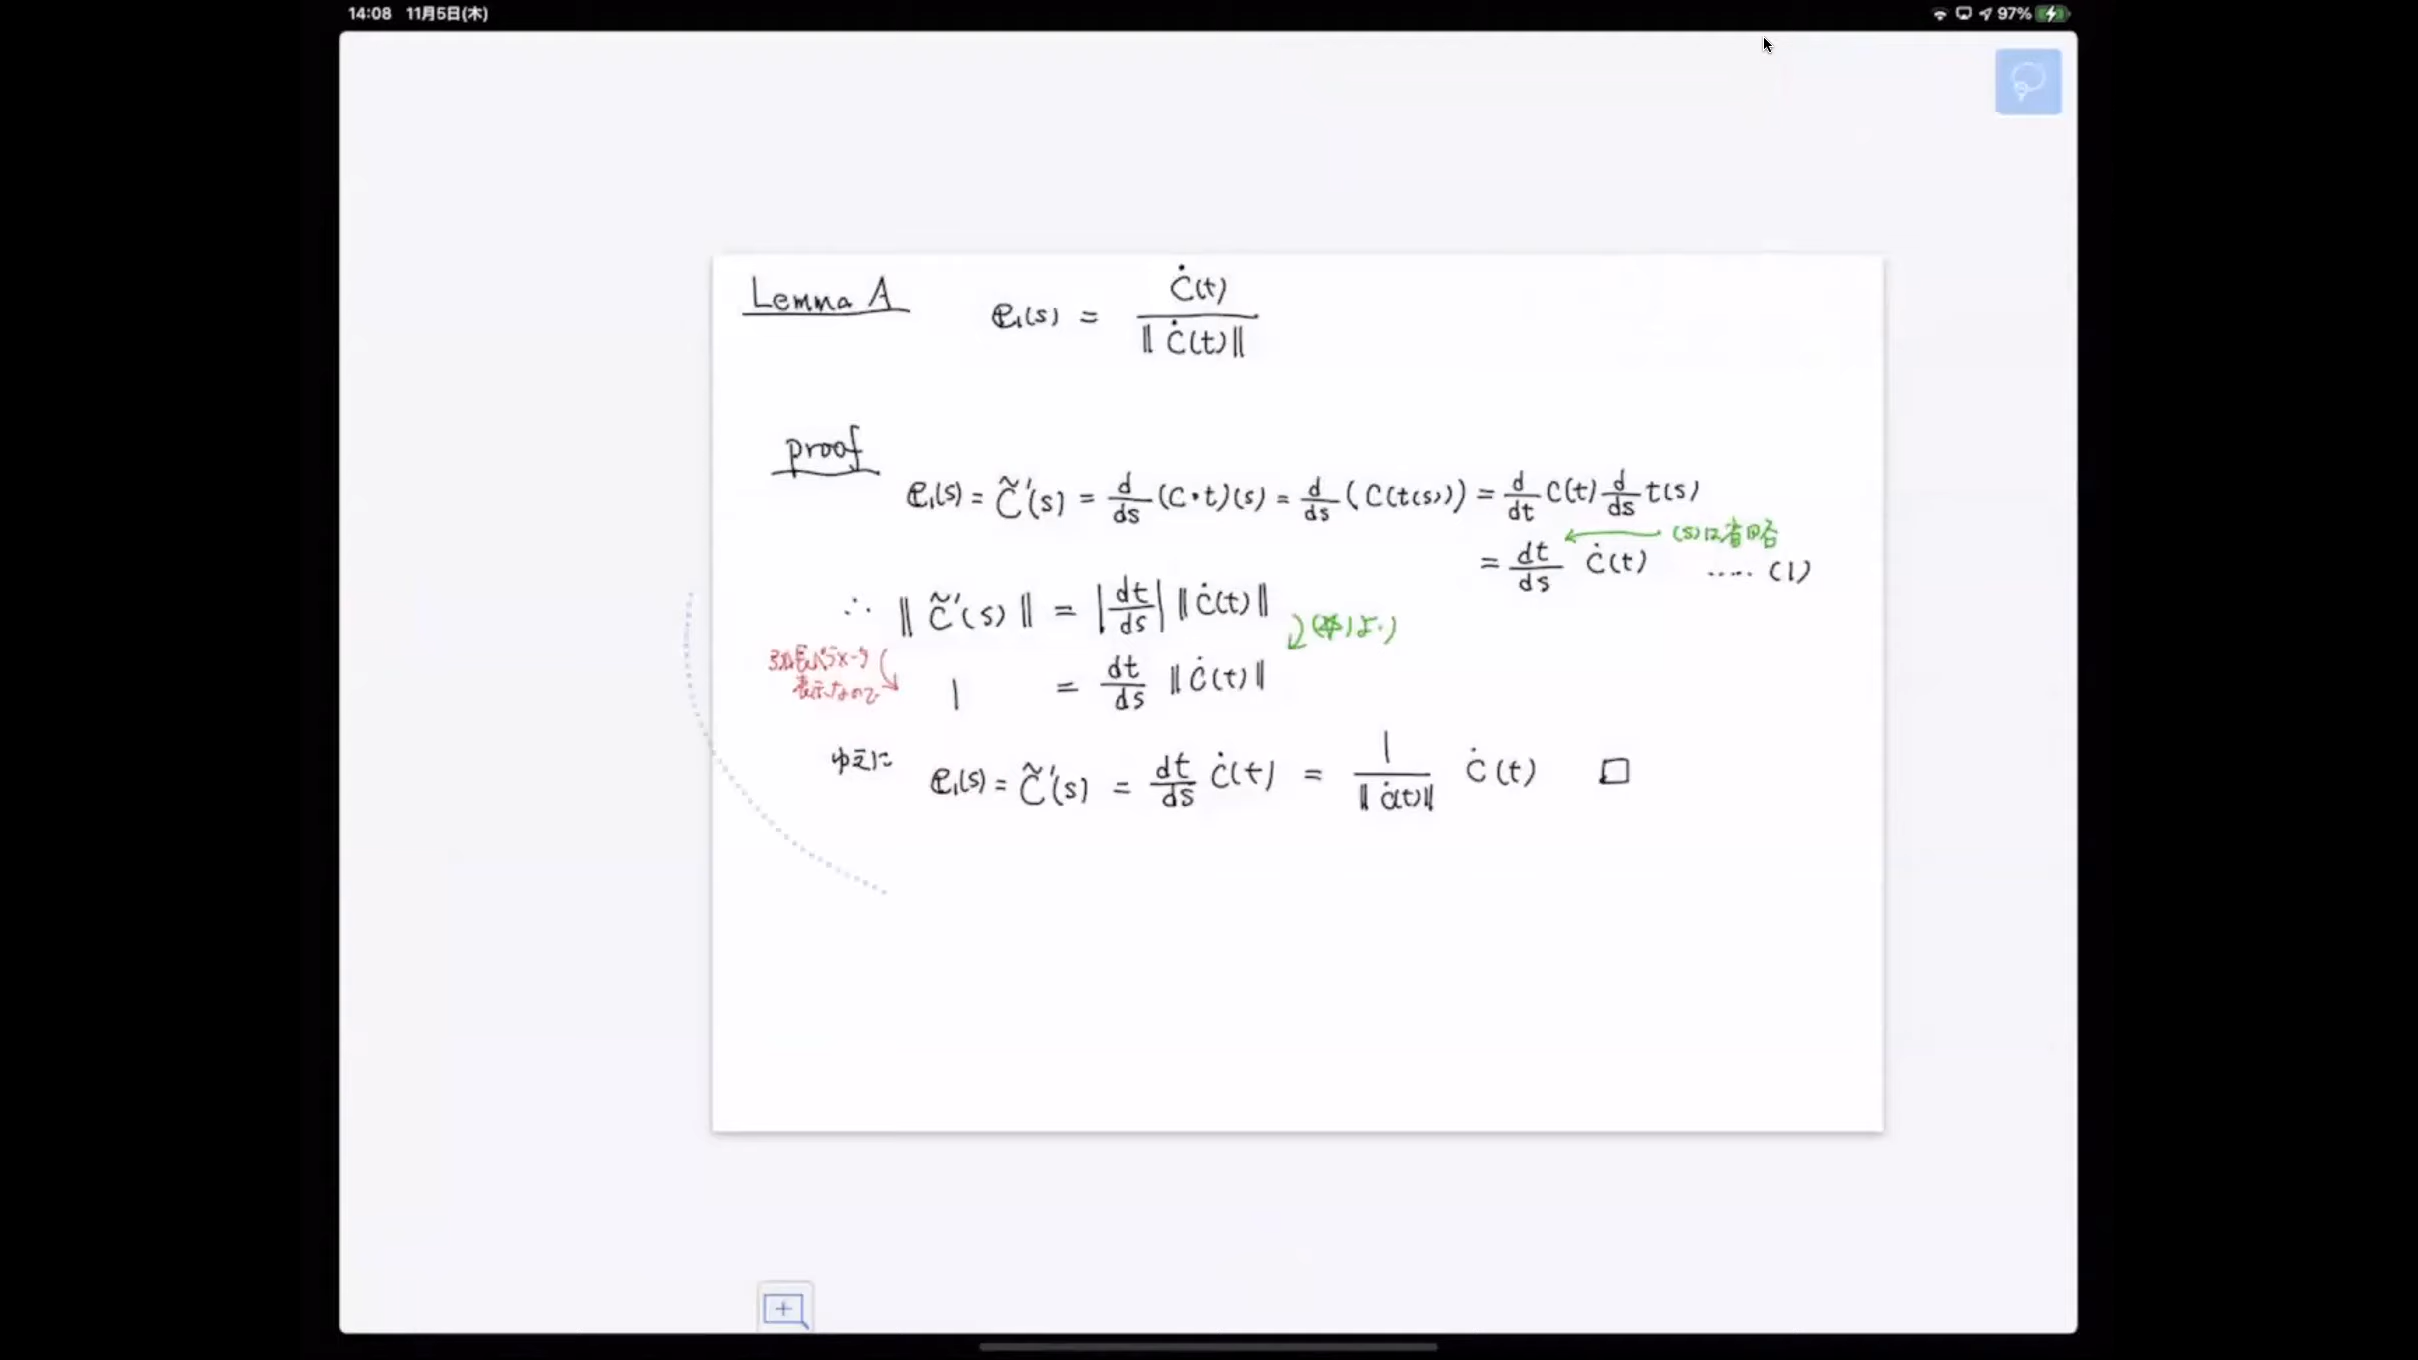 14:08 11月5日(木)
97%
Lemma A e₁(s) = Ċ(t) / ‖Ċ(t)‖
proof
e₁(s) = C̃′(s) = d/ds (C∘t)(s) = d/ds (C(t(s))) = d/dt C(t) d/ds t(s)
(s)は省略
= dt/ds Ċ(t) ..... (1)
∴ ‖C̃′(s)‖ = |dt/ds| ‖Ċ(t)‖
(☆)より
弧長パラメータ
表示なので
1 = dt/ds ‖Ċ(t)‖
ゆえに e₁(s) = C̃′(s) = dt/ds Ċ(t) = 1/‖Ċ(t)‖ Ċ(t) □